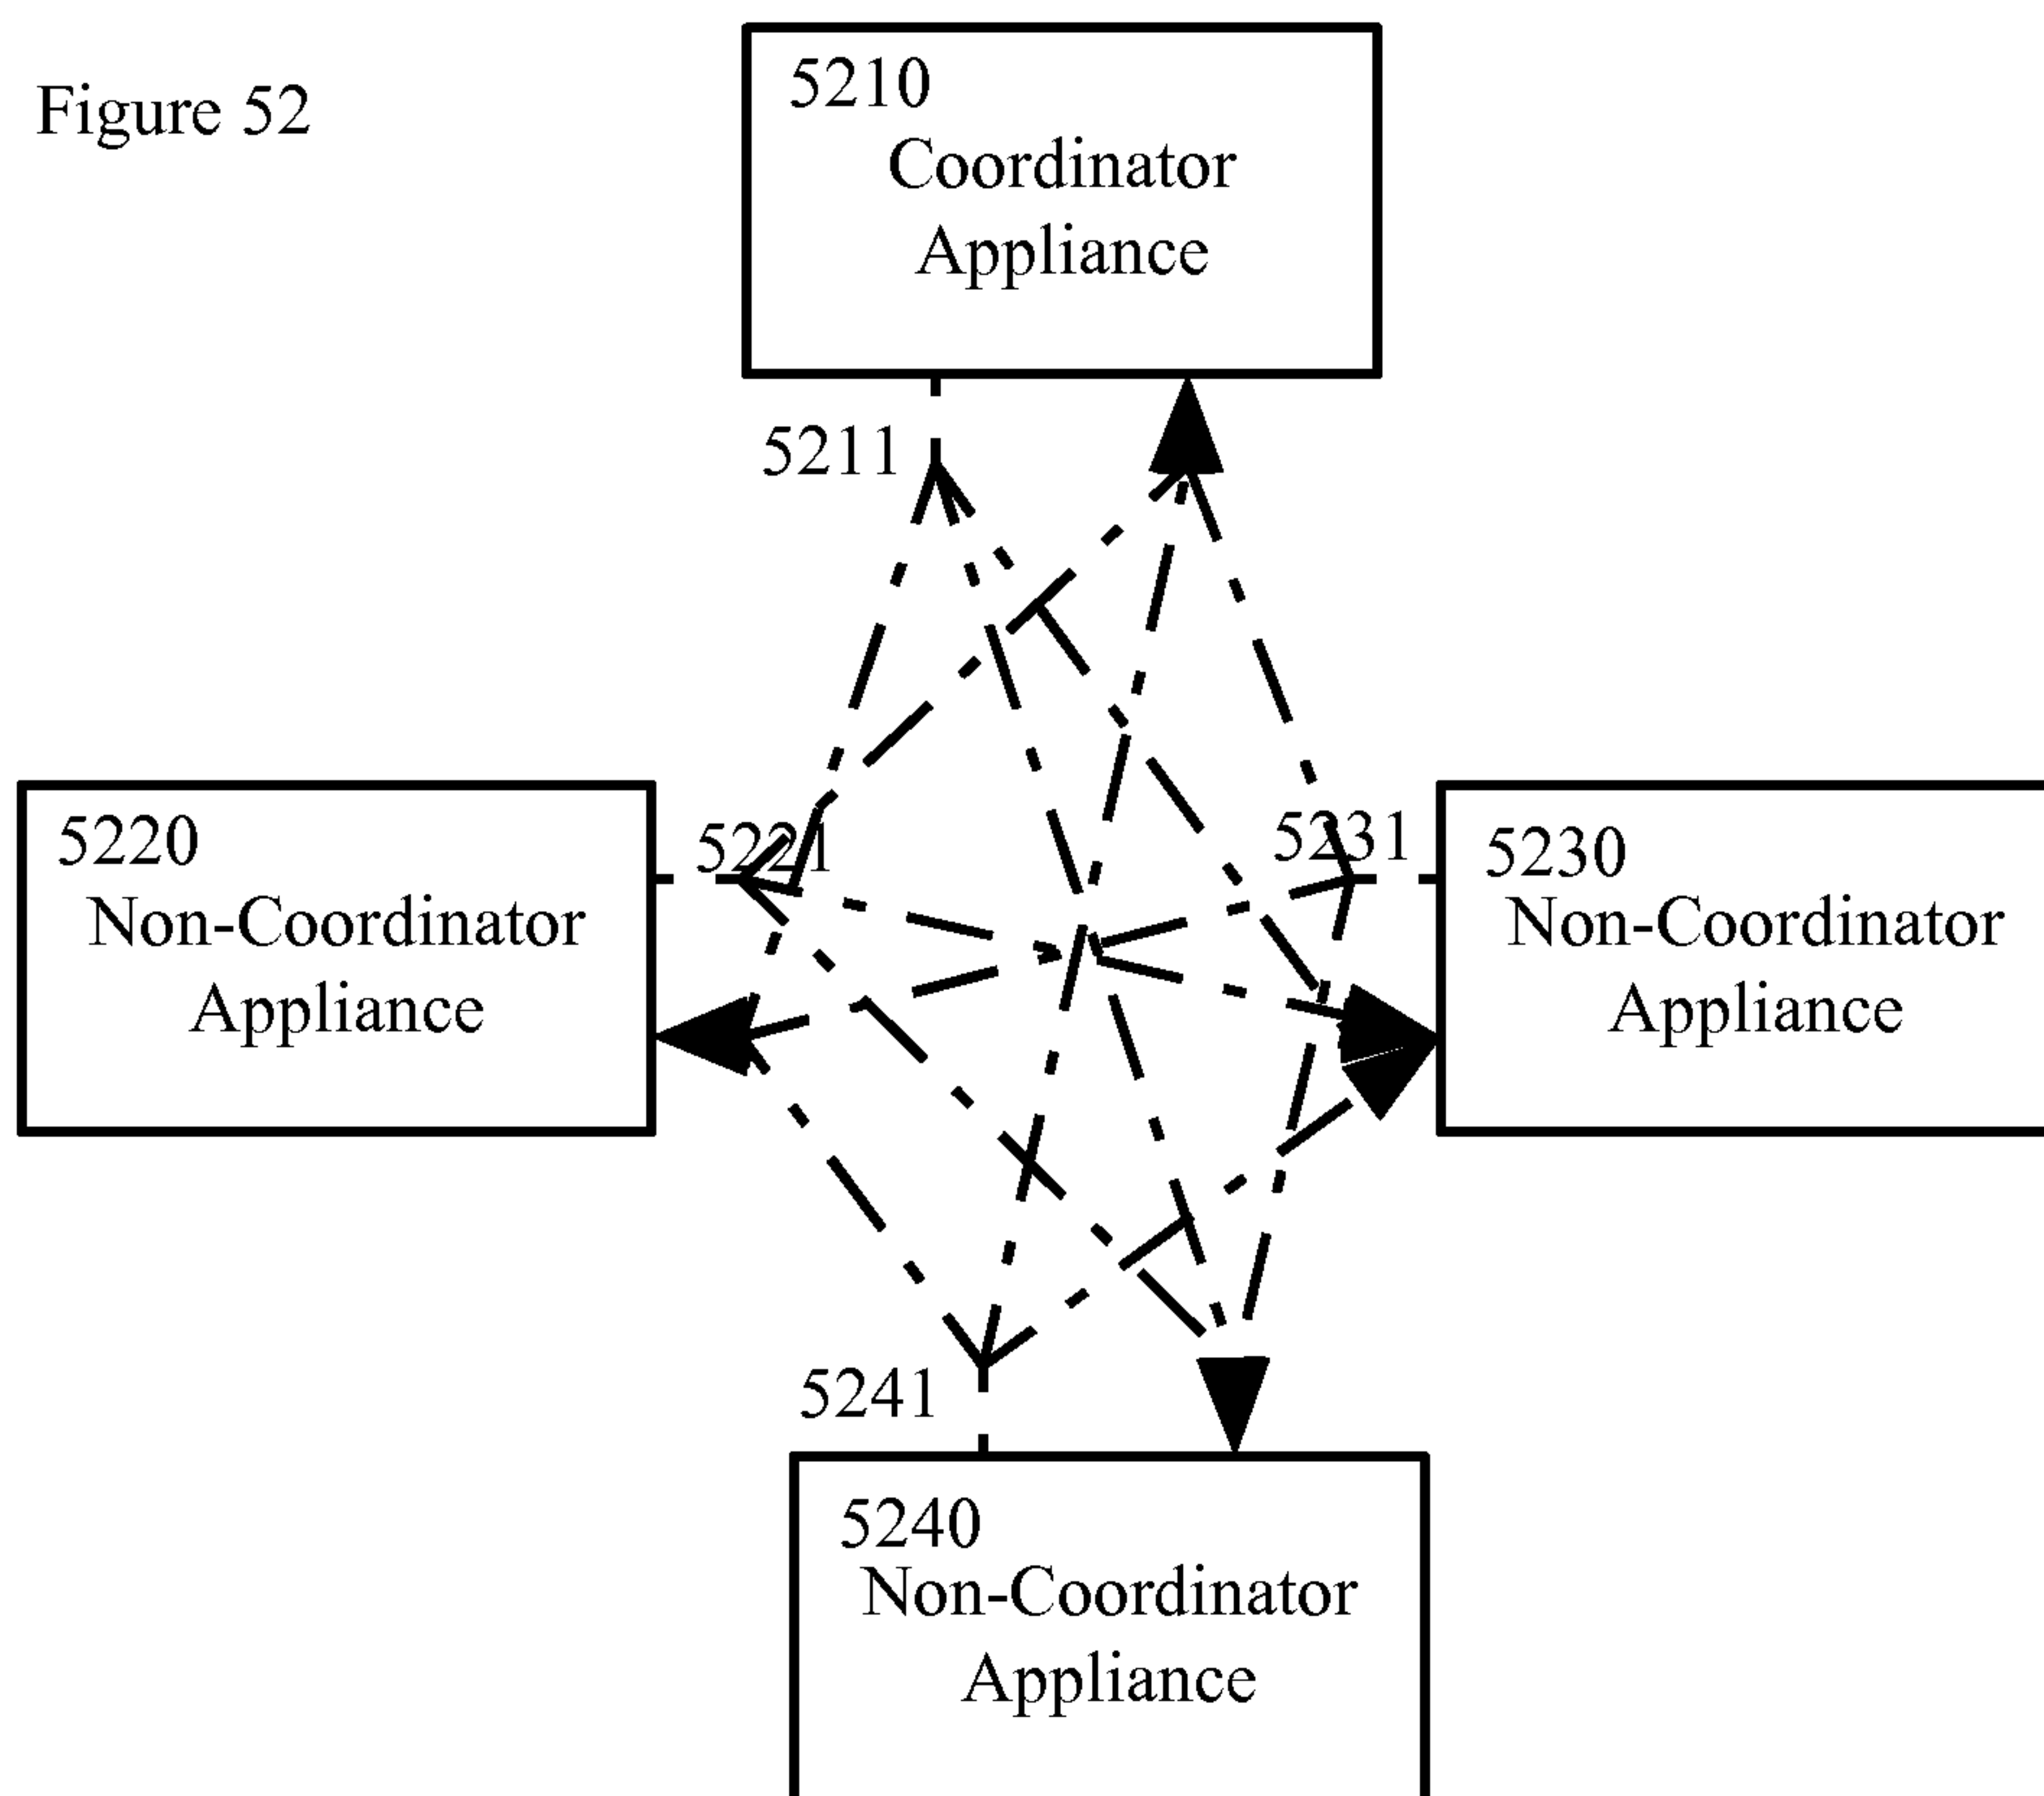 Figure 52
5210
Coordinator
Appliance
5211
5220
Non-Coordinator
Appliance
5221
5231
5230
Non-Coordinator
Appliance
5241
5240
Non-Coordinator
Appliance